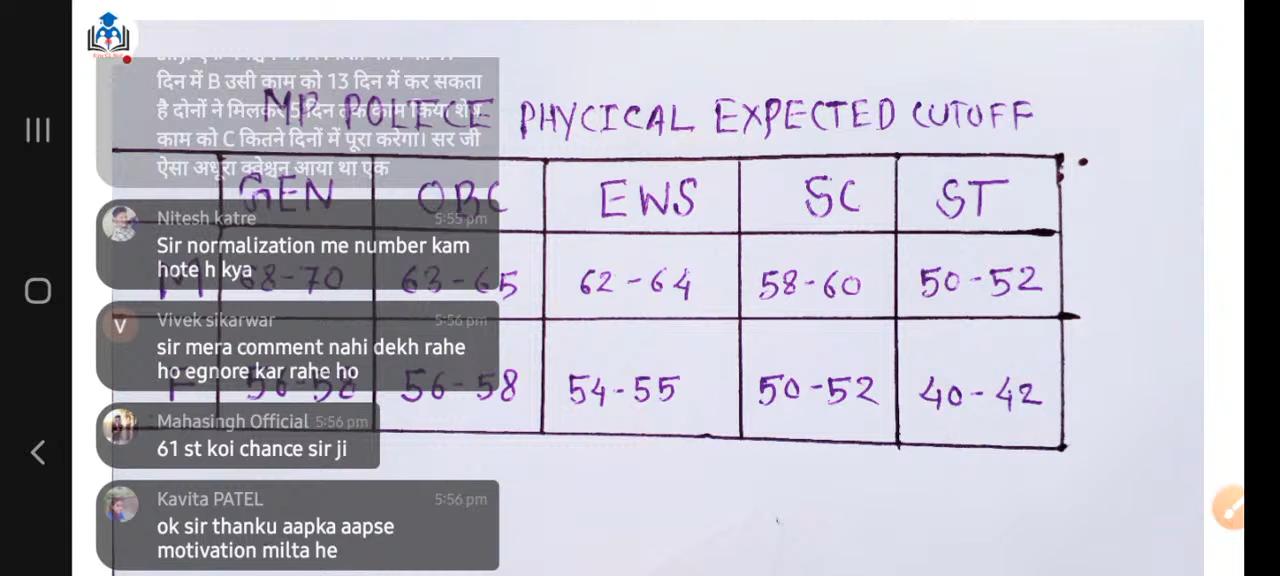 दिन में B उसी काम को 13 दिन में कर सकता
है दोनों ने मिलकर 5 दिन तक काम किया शेष
काम को C कितने दिनों में पूरा करेगा। सर जी
ऐसा अधूरा क्वेश्चन आया था एक
MP POLECE PHYCICAL EXPECTED CUTOFF
GEN OBC EWS SC ST
Nitesh katre 5:55 pm
Sir normalization me number kam
hote h kya
M 68-70 63-65 62-64 58-60 50-52
Vivek sikarwar 5:56 pm
V
sir mera comment nahi dekh rahe
ho egnore kar rahe ho
F 56-58 56-58 54-55 50-52 40-42
Mahasingh Official 5:56 pm
61 st koi chance sir ji
Kavita PATEL 5:56 pm
ok sir thanku aapka aapse
motivation milta he